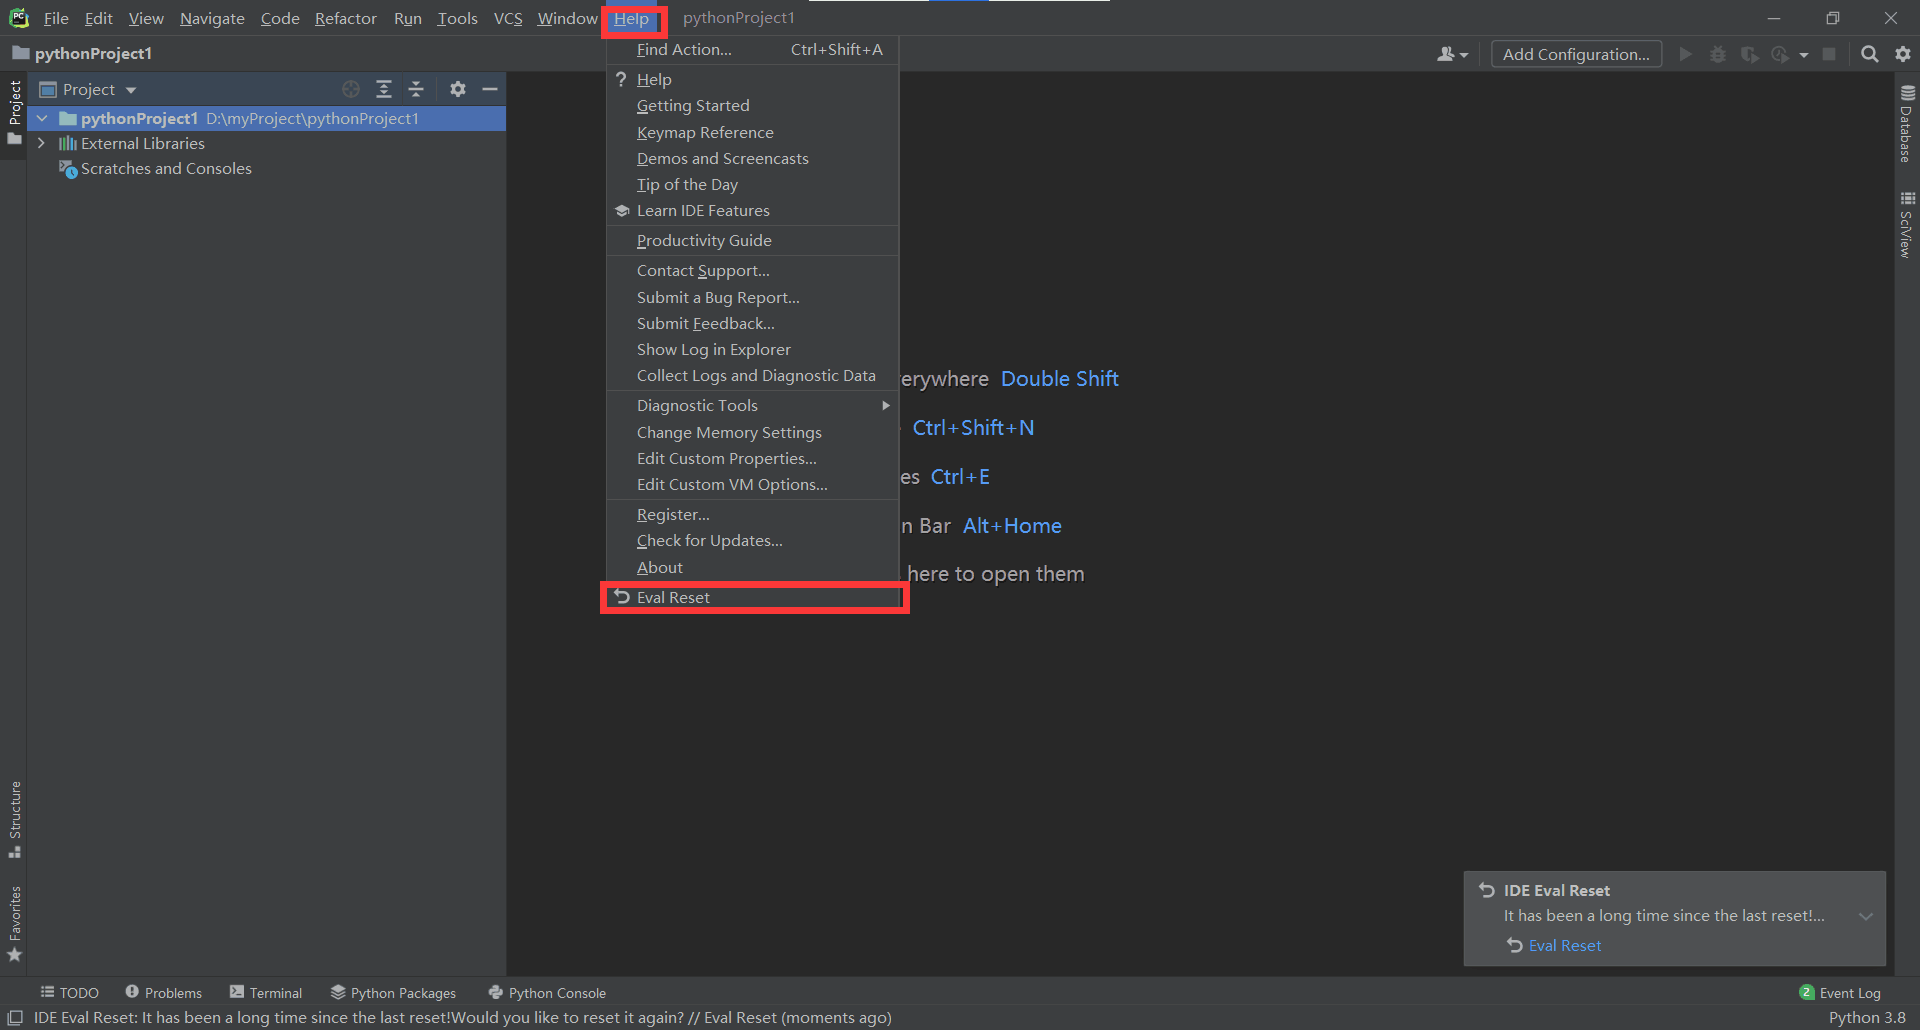 PC File Edit View Navigate Code Refactor Run Tools VCS Window Help pythonProject1
pythonProject1
Add Configuration...
Project
Project
pythonProject1 D:\myProject\pythonProject1
External Libraries
Scratches and Consoles
Find Action... Ctrl+Shift+A
? Help
Getting Started
Keymap Reference
Demos and Screencasts
Tip of the Day
Learn IDE Features
Productivity Guide
Contact Support...
Submit a Bug Report...
Submit Feedback...
Show Log in Explorer
Collect Logs and Diagnostic Data
Diagnostic Tools
Change Memory Settings
Edit Custom Properties...
Edit Custom VM Options...
Register...
Check for Updates...
About
Eval Reset
erywhere Double Shift
Ctrl+Shift+N
es Ctrl+E
n Bar Alt+Home
here to open them
Database
SciView
Structure
Favorites
IDE Eval Reset
It has been a long time since the last reset!...
Eval Reset
TODO Problems Terminal Python Packages Python Console
2 Event Log
IDE Eval Reset: It has been a long time since the last reset!Would you like to reset it again? // Eval Reset (moments ago)
Python 3.8